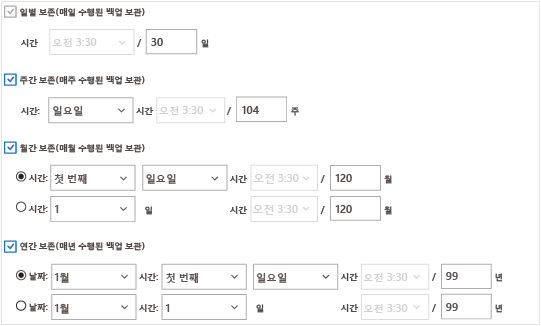 일별 보존(매일 수행된 백업 보관)
시간 오전 3:30 / 30 일
주간 보존(매주 수행된 백업 보관)
시간: 일요일 시간 오전 3:30 / 104 주
월간 보존(매월 수행된 백업 보관)
시간: 첫 번째 일요일 시간 오전 3:30 / 120 월
시간: 1 일 시간 오전 3:30 / 120 월
연간 보존(매년 수행된 백업 보관)
날짜: 1월 시간: 첫 번째 일요일 시간 오전 3:30 / 99 년
날짜: 1월 시간: 1 일 시간 오전 3:30 / 99 년